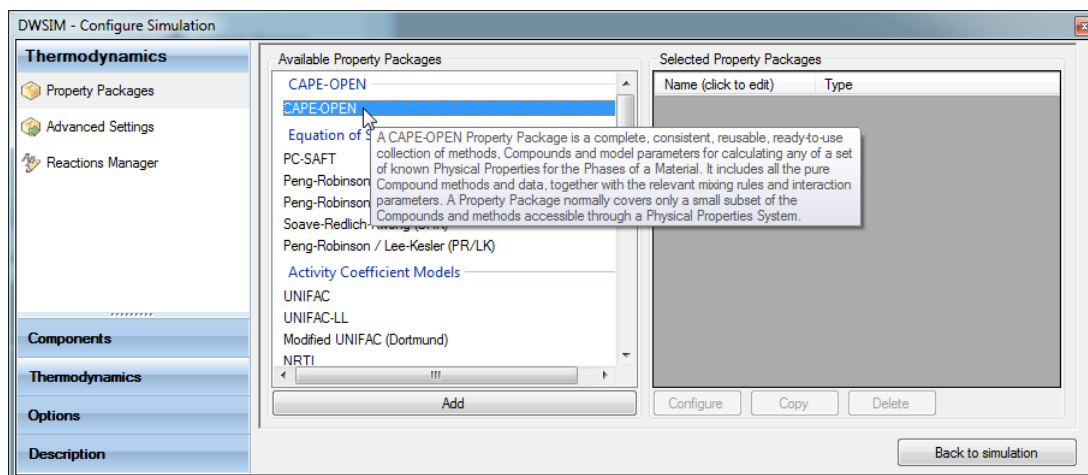 DWSIM - Configure Simulation
Thermodynamics
Property Packages
Advanced Settings
Reactions Manager
Components
Thermodynamics
Options
Description
Available Property Packages
CAPE-OPEN
CAPE-OPEN
Equation of S
PC-SAFT
Peng-Robinson
Peng-Robinson
Soave-Redlich-
Peng-Robinson / Lee-Kesler (PR/LK)
Activity Coefficient Models
UNIFAC
UNIFAC-LL
Modified UNIFAC (Dortmund)
NRTL
Add
A CAPE-OPEN Property Package is a complete, consistent, reusable, ready-to-use
collection of methods, Compounds and model parameters for calculating any of a set
of known Physical Properties for the Phases of a Material. It includes all the pure
Compound methods and data, together with the relevant mixing rules and interaction
parameters. A Property Package normally covers only a small subset of the
Compounds and methods accessible through a Physical Properties System.
Selected Property Packages
Name (click to edit) Type
Configure Copy Delete
Back to simulation